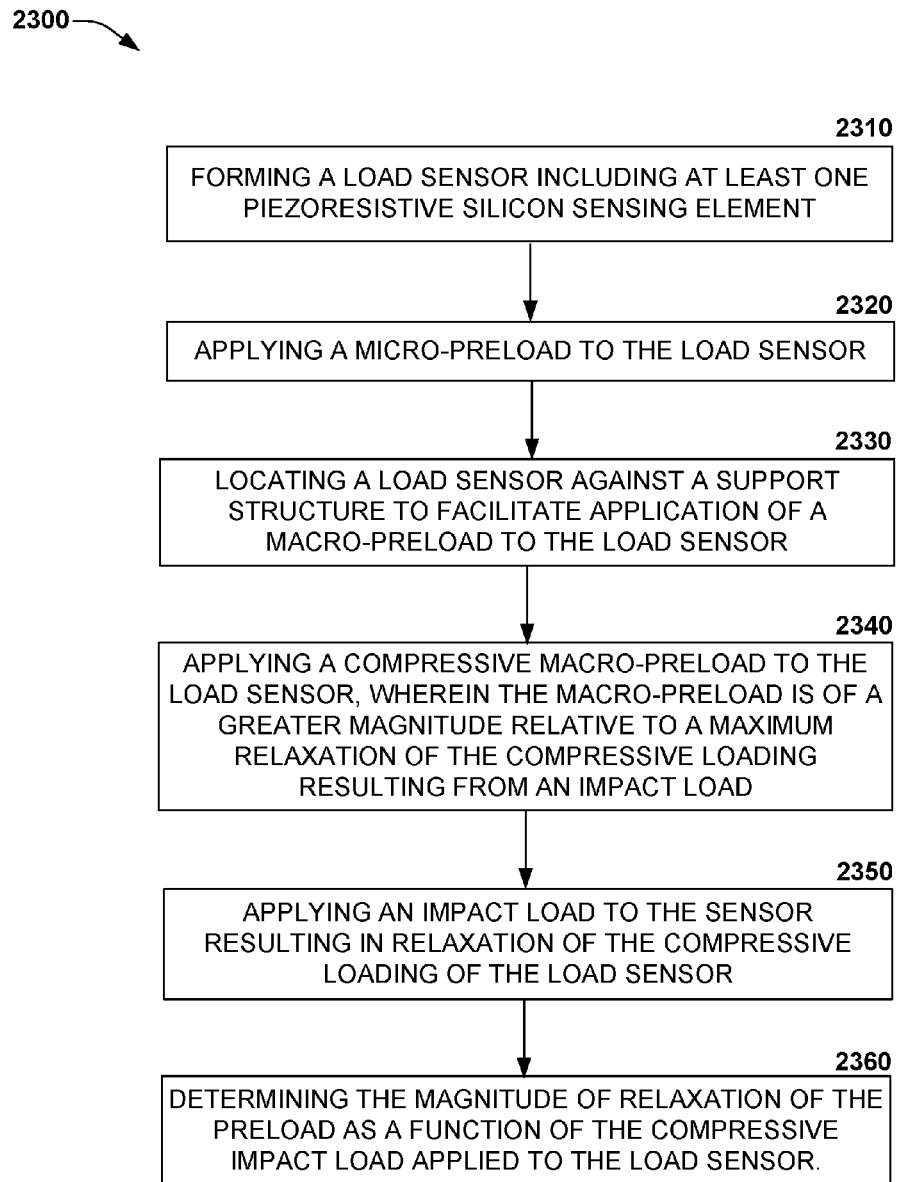 2300
2310
FORMING A LOAD SENSOR INCLUDING AT LEAST ONE
PIEZORESISTIVE SILICON SENSING ELEMENT
2320
APPLYING A MICRO-PRELOAD TO THE LOAD SENSOR
2330
LOCATING A LOAD SENSOR AGAINST A SUPPORT
STRUCTURE TO FACILITATE APPLICATION OF A
MACRO-PRELOAD TO THE LOAD SENSOR
2340
APPLYING A COMPRESSIVE MACRO-PRELOAD TO THE
LOAD SENSOR, WHEREIN THE MACRO-PRELOAD IS OF A
GREATER MAGNITUDE RELATIVE TO A MAXIMUM
RELAXATION OF THE COMPRESSIVE LOADING
RESULTING FROM AN IMPACT LOAD
2350
APPLYING AN IMPACT LOAD TO THE SENSOR
RESULTING IN RELAXATION OF THE COMPRESSIVE
LOADING OF THE LOAD SENSOR
2360
DETERMINING THE MAGNITUDE OF RELAXATION OF THE
PRELOAD AS A FUNCTION OF THE COMPRESSIVE
IMPACT LOAD APPLIED TO THE LOAD SENSOR.